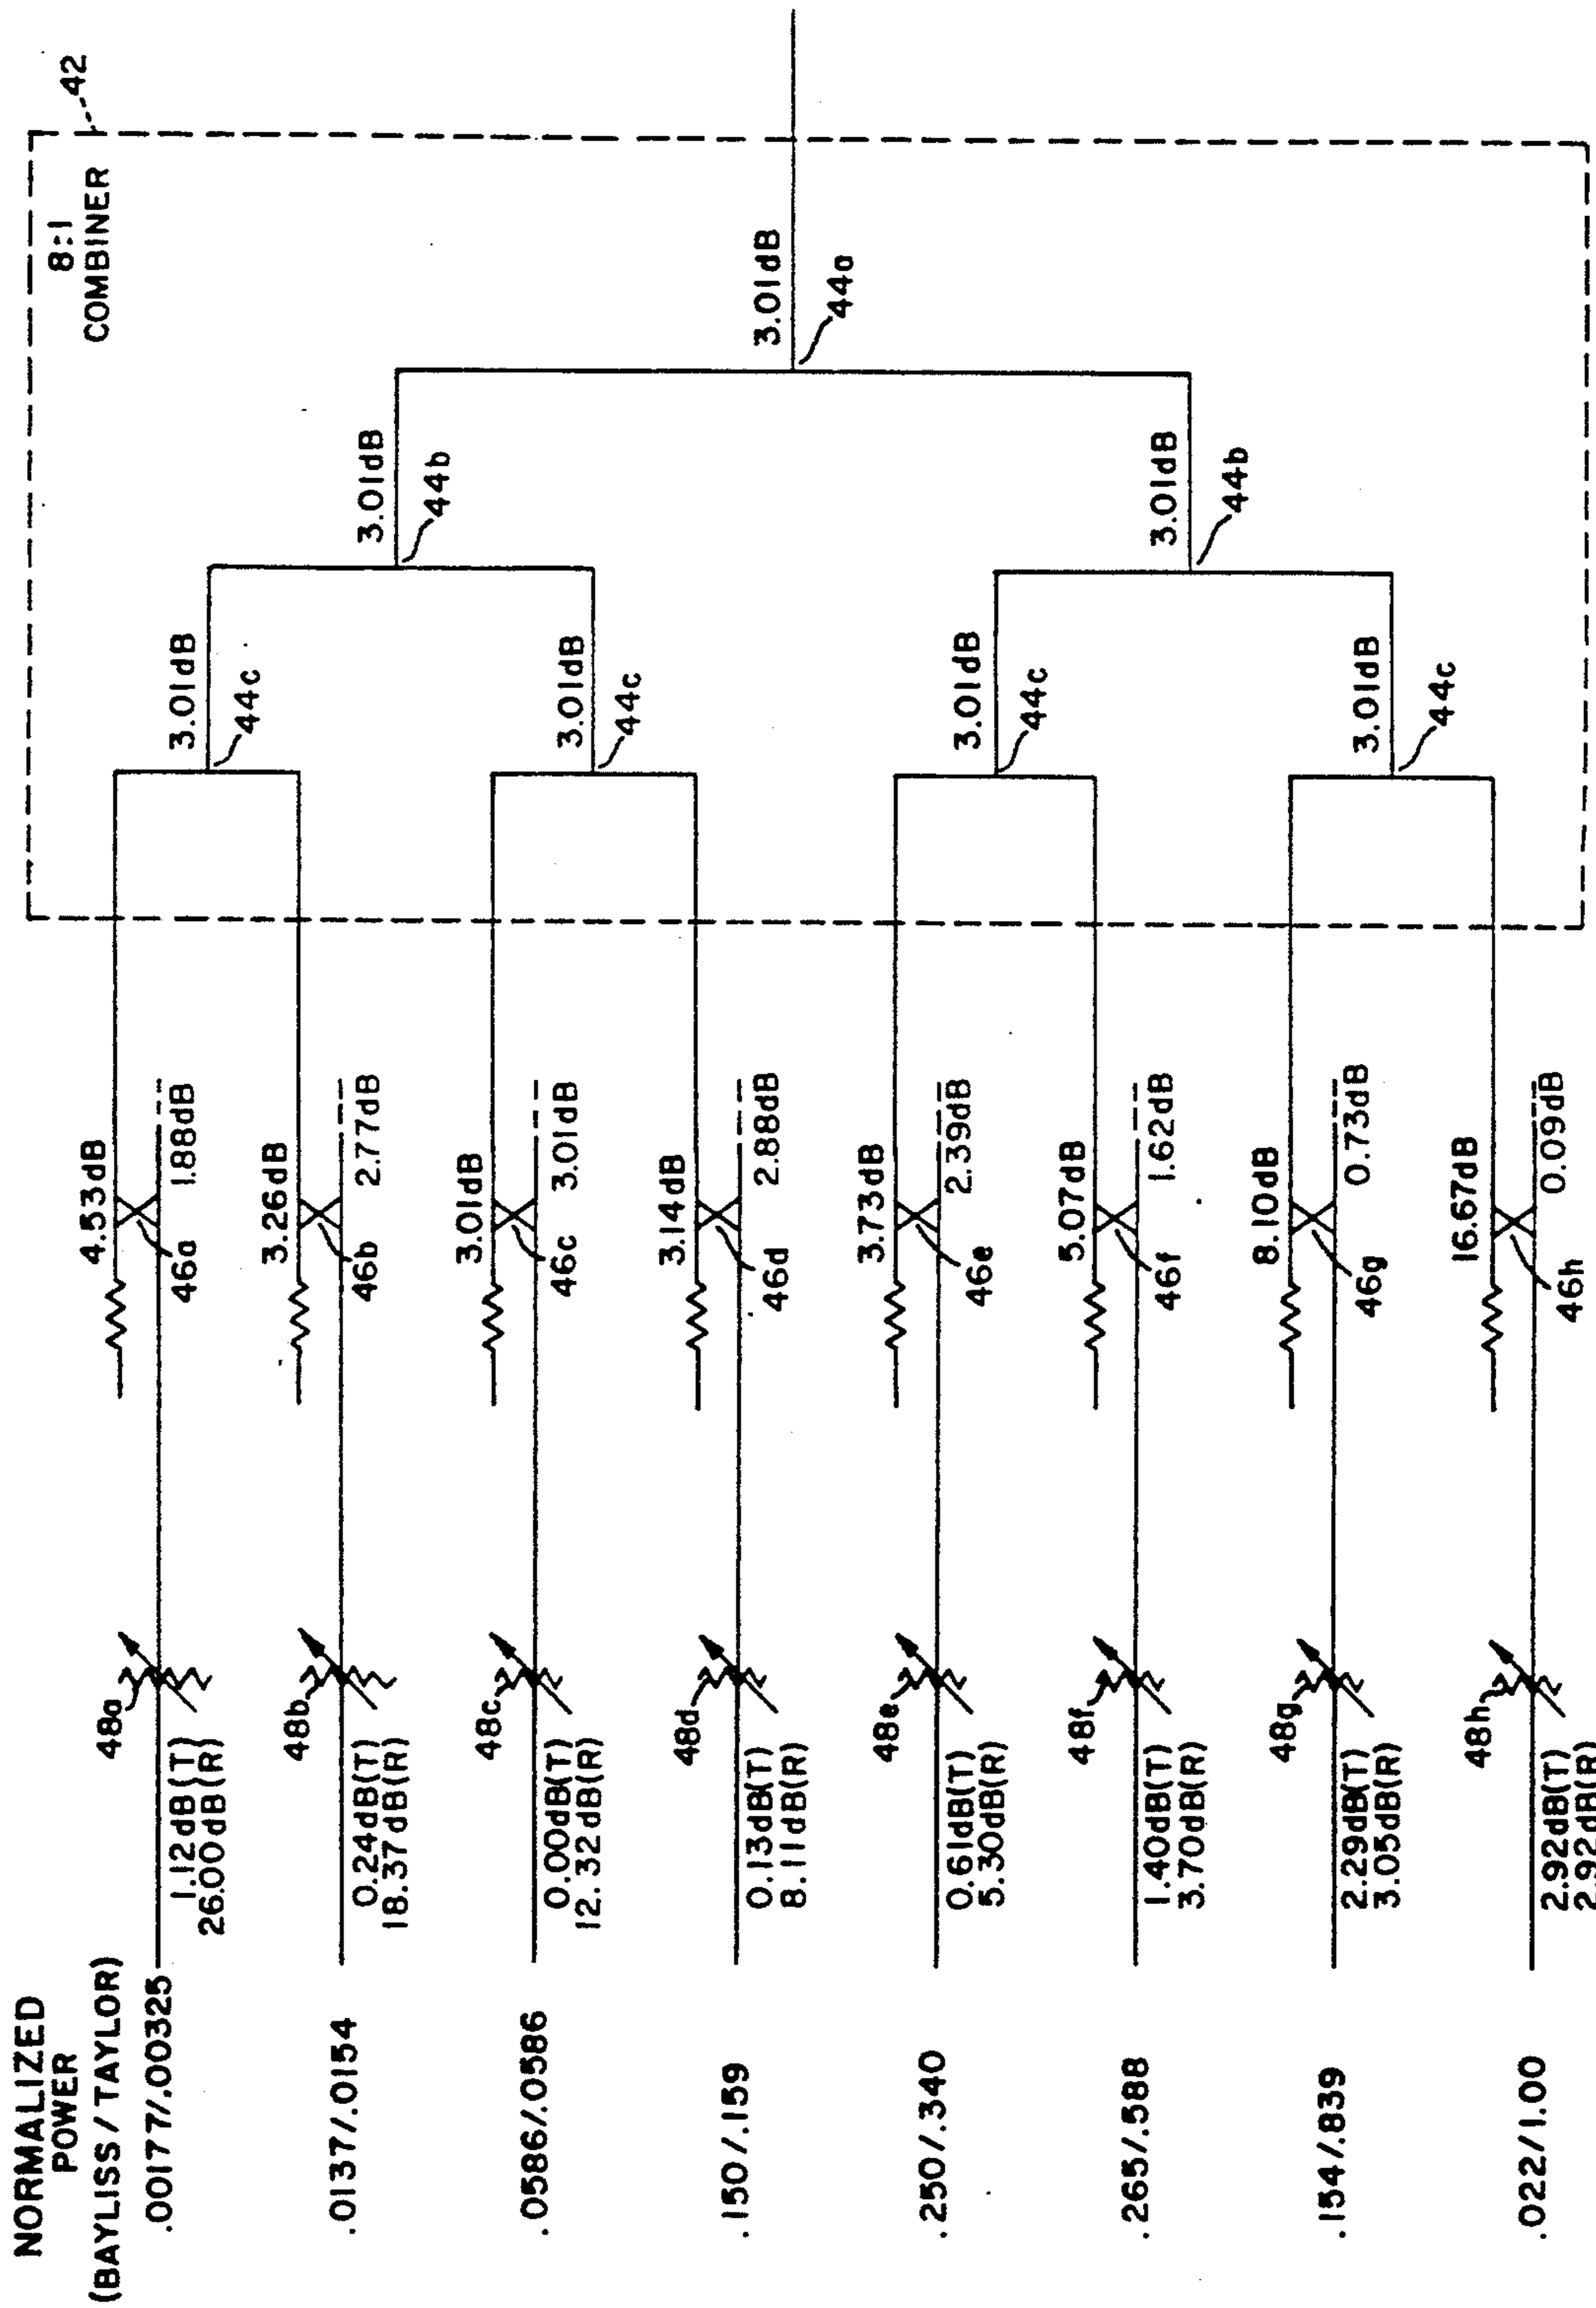 NORMALIZED
POWER
(BAYLISS/TAYLOR)
8:1
COMBINER
42
.00177/.00325
48a
1.12dB(T)
26.00dB(R)
4.53dB
46a
1.88dB
3.01dB
44c
.0137/.0154
48b
0.24dB(T)
18.37dB(R)
3.26dB
46b
2.77dB
3.01dB
44b
.0586/.0586
48c
0.00dB(T)
12.32dB(R)
3.01dB
46c
3.01dB
3.01dB
44c
.150/.159
48d
0.13dB(T)
8.11dB(R)
3.14dB
46d
2.88dB
3.01dB
44a
.250/.340
48e
0.61dB(T)
5.30dB(R)
3.73dB
46e
2.39dB
3.01dB
44c
.265/.588
48f
1.40dB(T)
3.70dB(R)
5.07dB
46f
1.62dB
3.01dB
44b
.154/.839
48g
2.29dB(T)
3.05dB(R)
8.10dB
46g
0.73dB
3.01dB
44c
.022/1.00
48h
2.92dB(T)
2.92dB(R)
16.67dB
46h
0.09dB